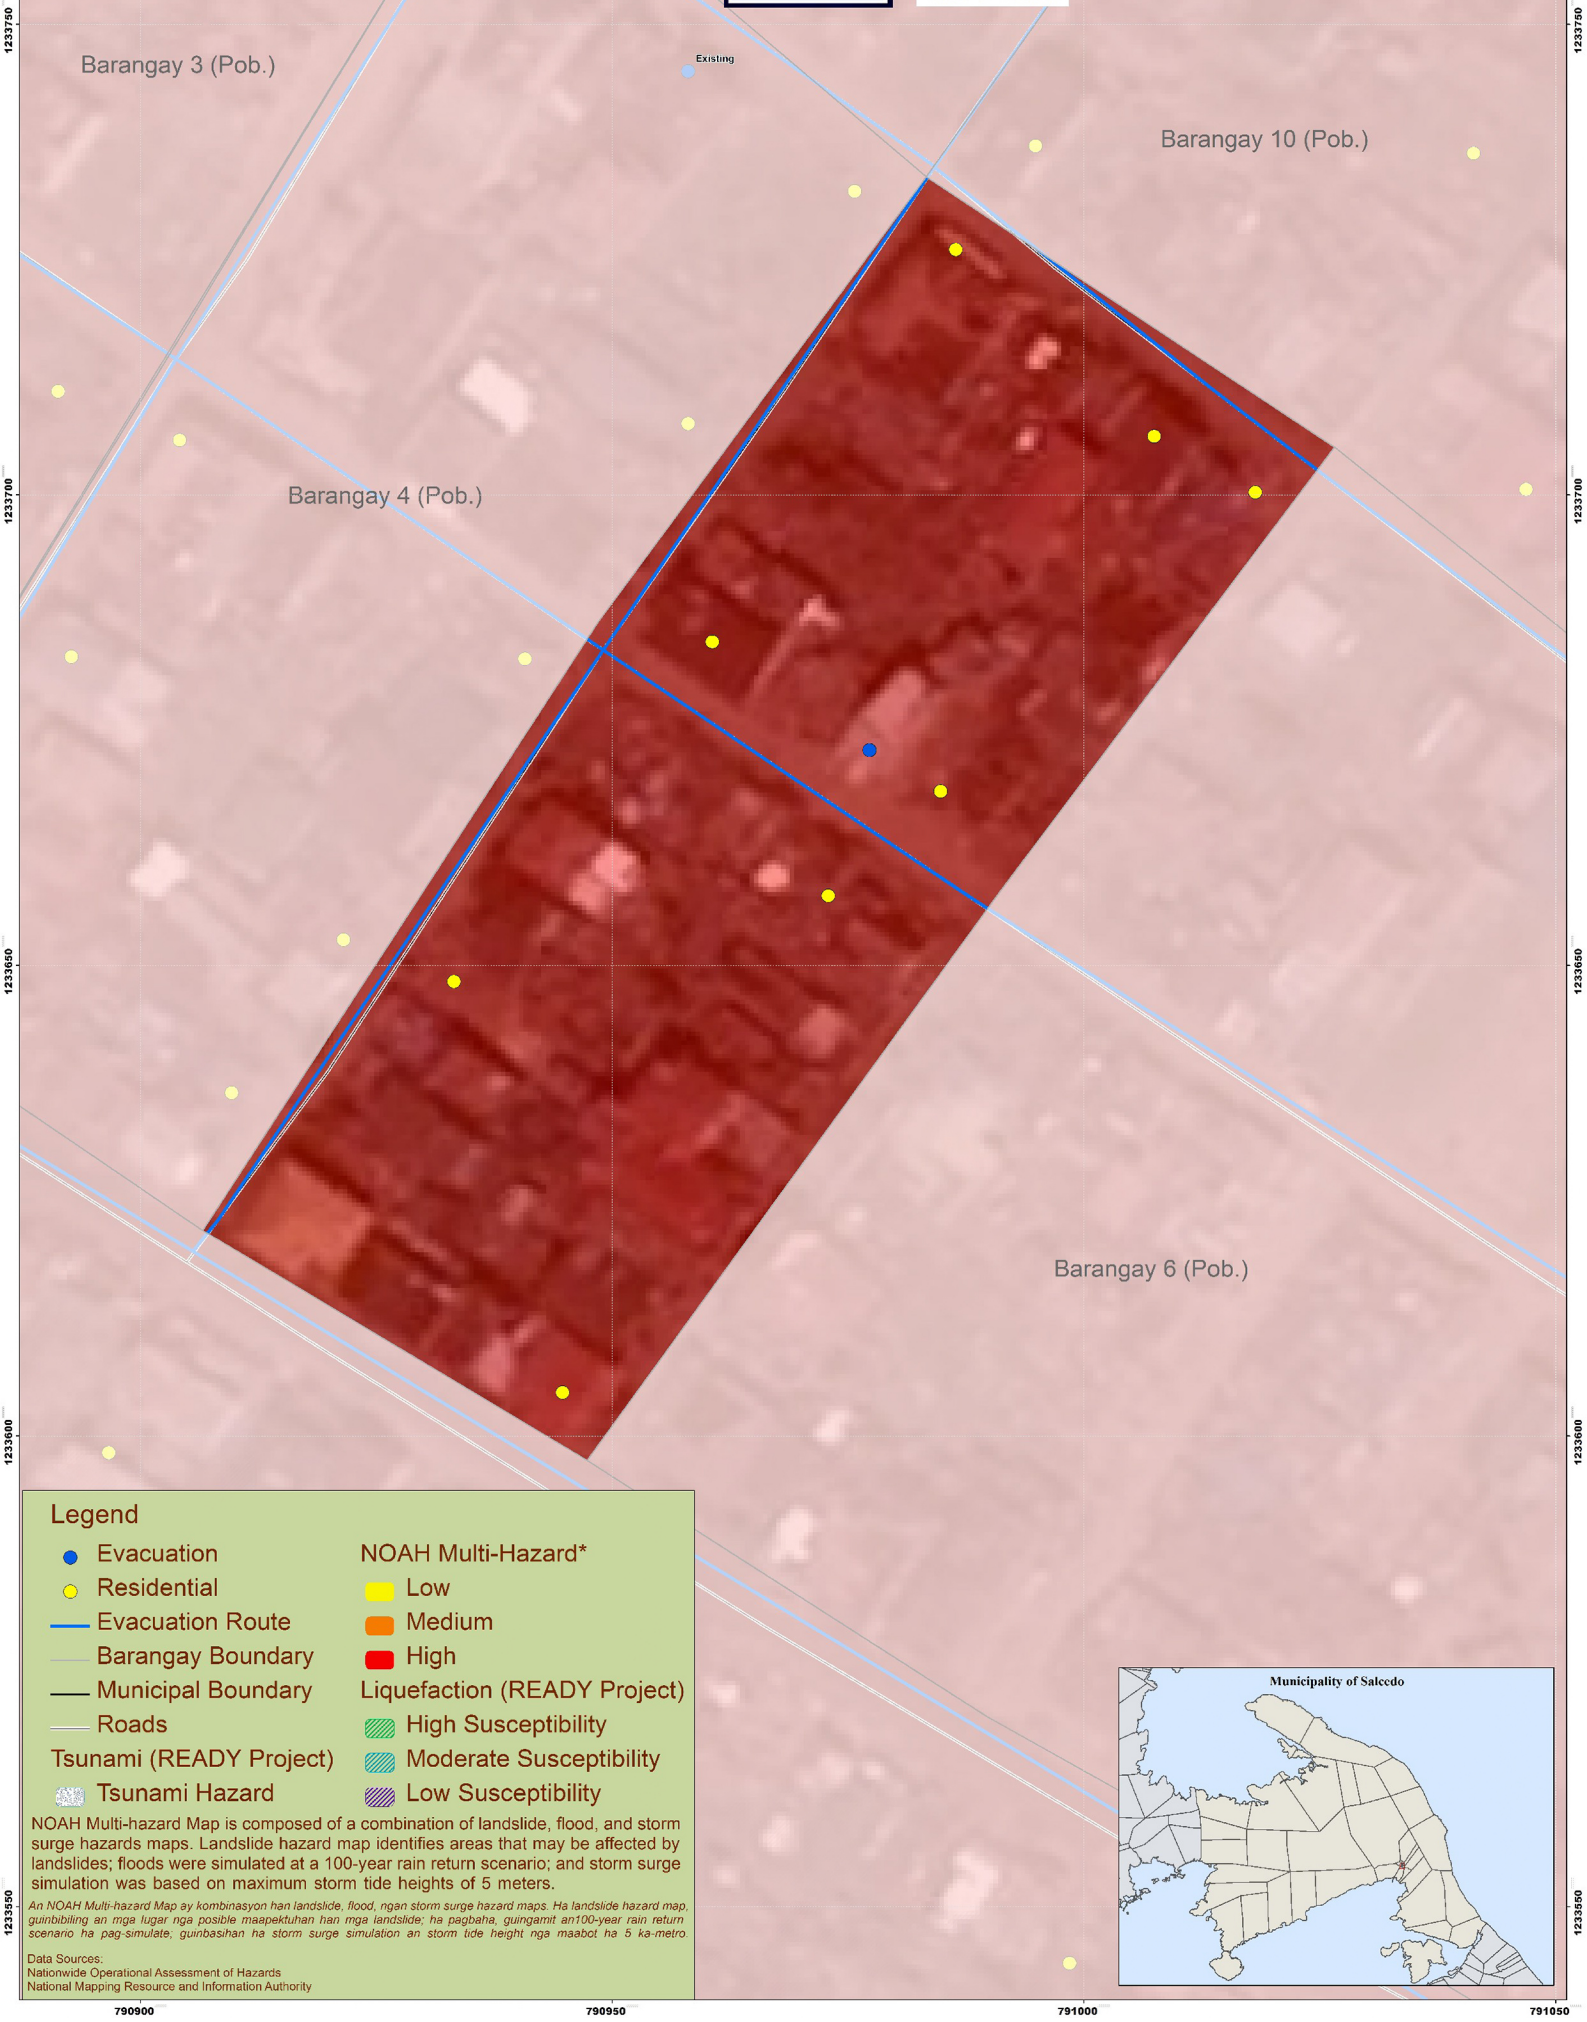 1233750
1233750
Existing
Barangay 3 (Pob.)
Barangay 10 (Pob.)
1233700
1233700
Barangay 4 (Pob.)
1233650
1233650
Barangay 6 (Pob.)
1233600
1233600
Legend
Evacuation
Residential
Evacuation Route
Barangay Boundary
Municipal Boundary
Roads
Tsunami (READY Project)
Tsunami Hazard
NOAH Multi-Hazard*
Low
Medium
High
Liquefaction (READY Project)
High Susceptibility
Moderate Susceptibility
Low Susceptibility
NOAH Multi-hazard Map is composed of a combination of landslide, flood, and storm
surge hazards maps. Landslide hazard map identifies areas that may be affected by
landslides; floods were simulated at a 100-year rain return scenario; and storm surge
simulation was based on maximum storm tide heights of 5 meters.
An NOAH Multi-hazard Map ay kombinasyon han landslide, flood, ngan storm surge hazard maps. Ha landslide hazard map,
guinbibiling an mga lugar nga posible maapektuhan han mga landslide; ha pagbaha, guingamit an100-year rain return
scenario ha pag-simulate; guinbasihan ha storm surge simulation an storm tide height nga maabot ha 5 ka-metro.
Data Sources:
Nationwide Operational Assessment of Hazards
National Mapping Resource and Information Authority
Municipality of Salcedo
1233550
1233550
790900
790950
791000
791050